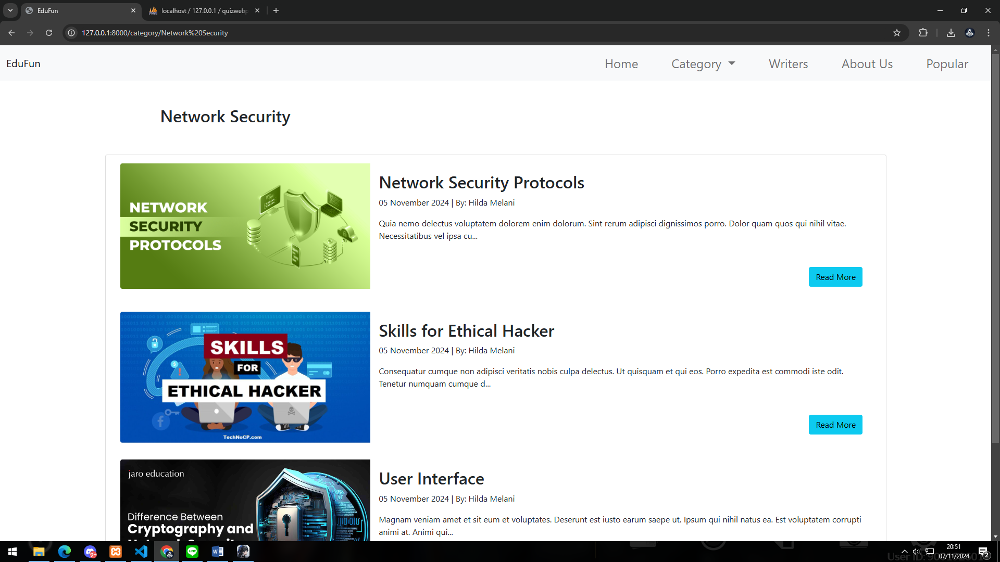 EduFun
localhost / 127.0.0.1 / quizweb
127.0.0.1:8000/category/Network%20Security
EduFun
Home
Category
Writers
About Us
Popular
Network Security
NETWORK
SECURITY
PROTOCOLS
Network Security Protocols
05 November 2024 | By: Hilda Melani
Quia nemo delectus voluptatem dolorem enim dolorum. Sint rerum adipisci dignissimos porro. Dolor quam quos qui nihil vitae.
Necessitatibus vel ipsa cu...
Read More
SKILLS
FOR
ETHICAL HACKER
TechNoCP.com
Skills for Ethical Hacker
05 November 2024 | By: Hilda Melani
Consequatur cumque non adipisci veritatis nobis culpa delectus. Ut quisquam et qui eos. Porro expedita est commodi iste odit.
Tenetur numquam cumque d...
Read More
jaro education
Difference Between
Cryptography and
User Interface
05 November 2024 | By: Hilda Melani
Magnam veniam amet et sit eum et voluptates. Deserunt est iusto earum saepe ut. Ipsum qui nihil natus ea. Est voluptatem corrupti
animi at. Animi qui...
9+
LINE
20:51
07/11/2024
2
User ID: